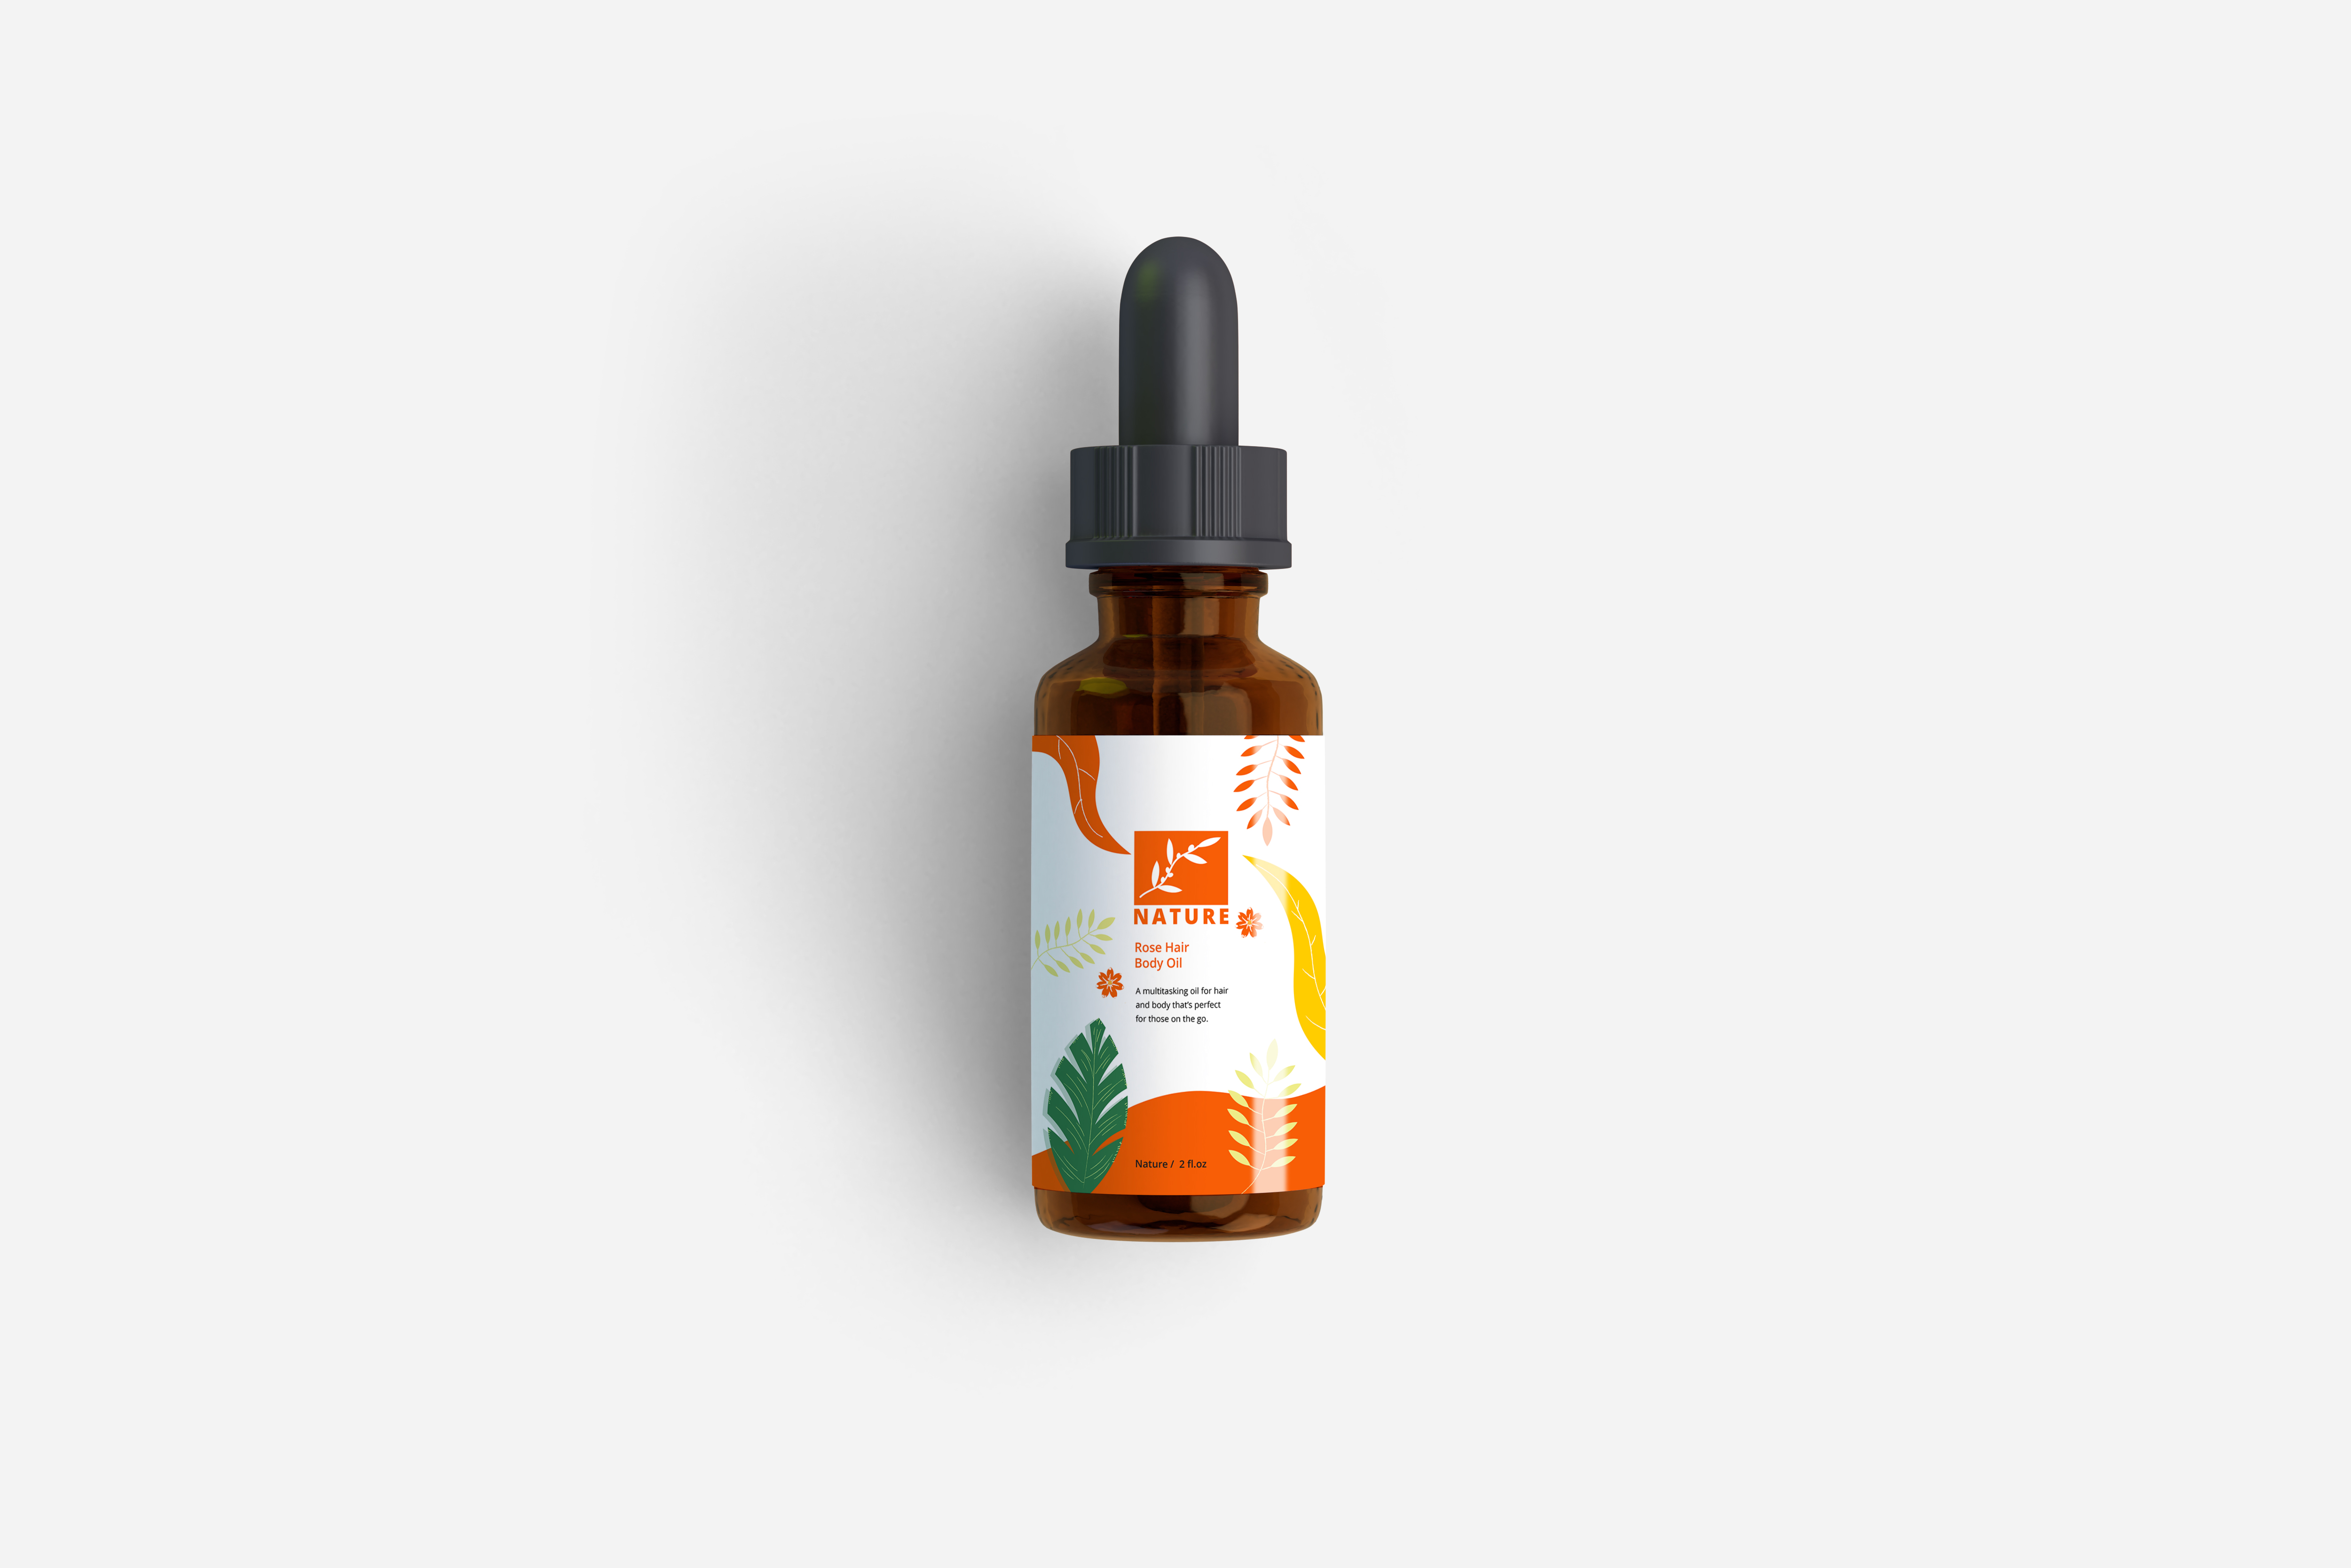 NATURE
Rose Hair
Body Oil
A multitasking oil for hair
and body that's perfect
for those on the go.
Nature / 2 fl.oz